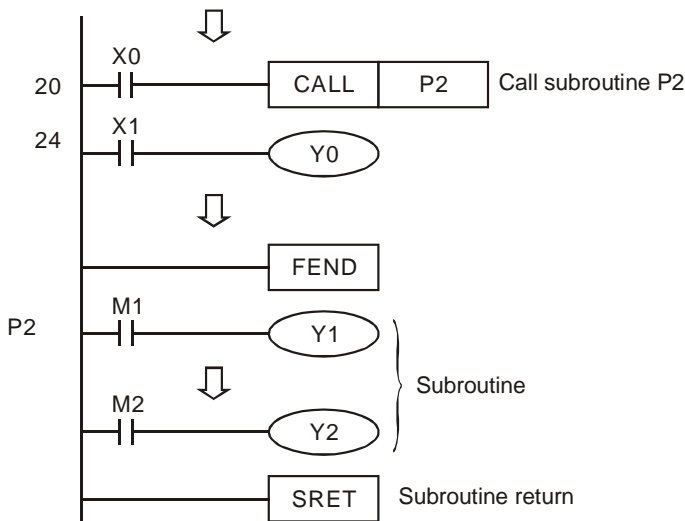 X0
20 CALL P2 Call subroutine P2
X1
24 Y0
FEND
M1
P2 Y1
Subroutine
M2
Y2
SRET Subroutine return